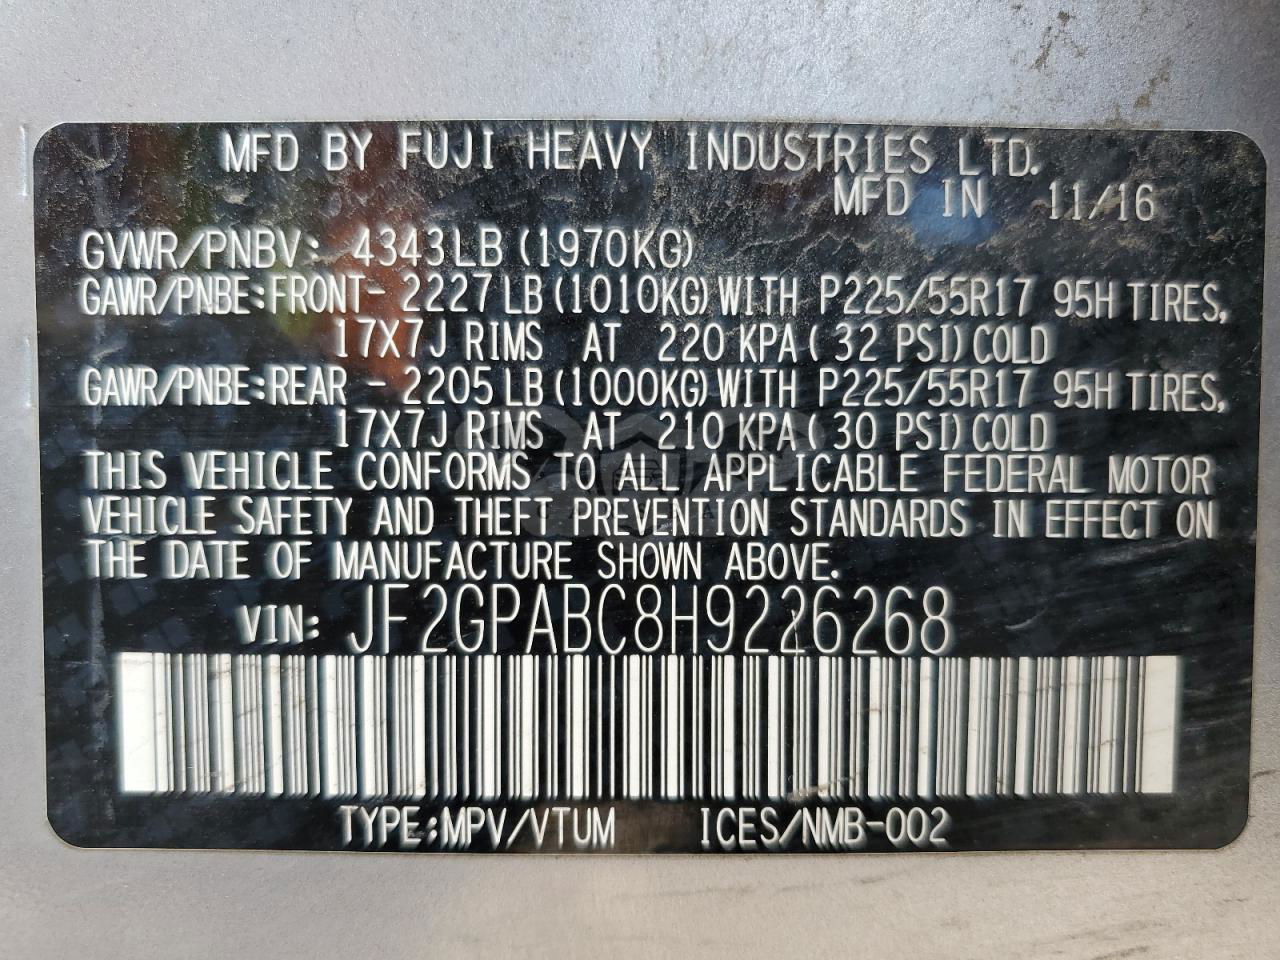 MFD BY FUJI HEAVY INDUSTRIES LTD.
MFD IN 11/16
GVWR/PNBV: 4343LB (1970KG)
GAWR/PNBE:FRONT- 2227LB (1010KG) WITH P225/55R17 95H TIRES,
17X7J RIMS AT 220 KPA( 32 PSI) COLD
GAWR/PNBE:REAR - 2205LB (1000KG) WITH P225/55R17 95H TIRES,
17X7J RIMS AT 210 KPA( 30 PSI) COLD
THIS VEHICLE CONFORMS TO ALL APPLICABLE FEDERAL MOTOR
VEHICLE SAFETY AND THEFT PREVENTION STANDARDS IN EFFECT ON
THE DATE OF MANUFACTURE SHOWN ABOVE.
VIN: JF2GPABC8H9226268
TYPE:MPV/VTUM ICES/NMB-002